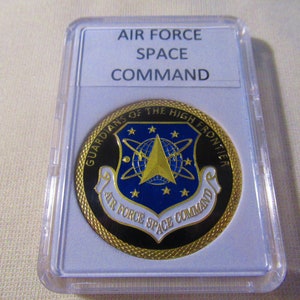 AIR FORCE
SPACE
COMMAND
GUARDIANS OF THE HIGH FRONTIER
AIR FORCE SPACE COMMAND